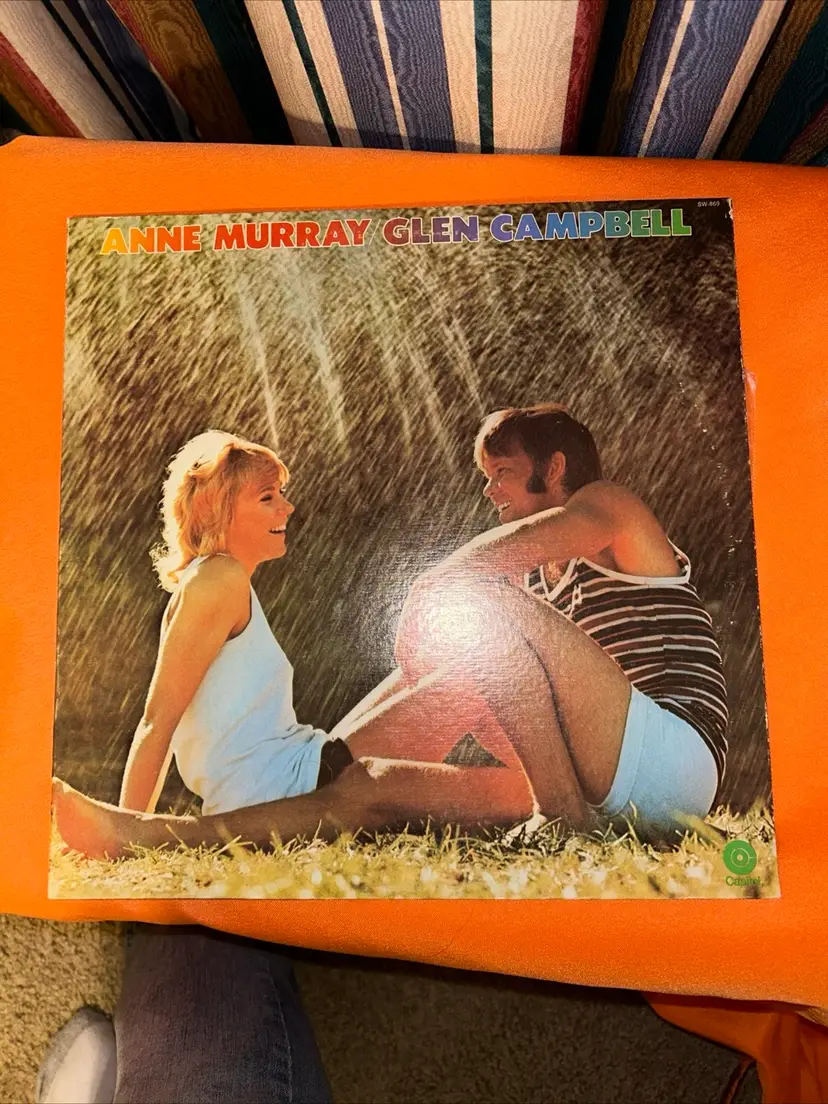 SW-869
ANNE MURRAY/GLEN CAMPBELL
Capitol